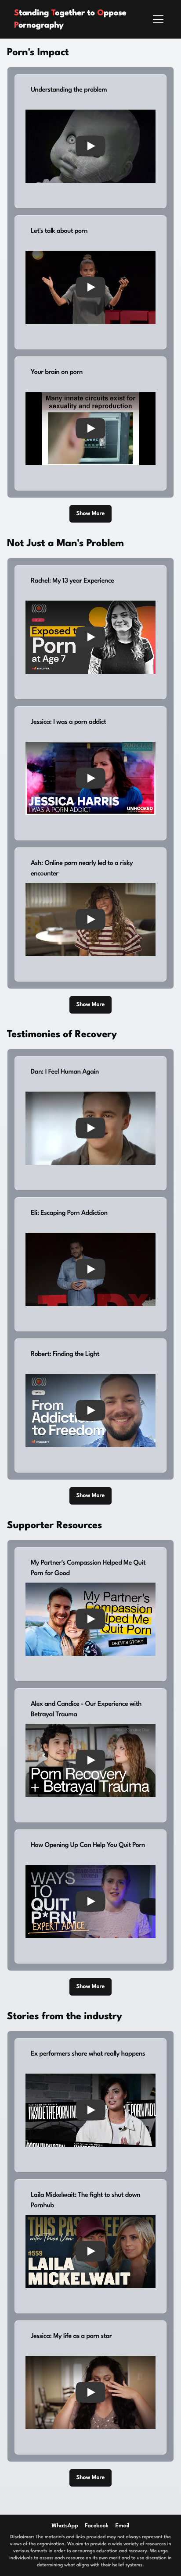 Standing Together to Oppose
Pornography
Porn's Impact
Understanding the problem
Let's talk about porn
Your brain on porn
Many innate circuits exist for
sexuality and reproduction
Show More
Not Just a Man's Problem
Rachel: My 13 year Experience
Exposed to
Porn
at Age 7
Jessica: I was a porn addict
JESSICA HARRIS
I WAS A PORN ADDICT
UNHOOKED
Ash: Online porn nearly led to a risky
encounter
Show More
Testimonies of Recovery
Dan: I Feel Human Again
Eli: Escaping Porn Addiction
Robert: Finding the Light
From
Addiction
to Freedom
Show More
Supporter Resources
My Partner's Compassion Helped Me Quit
Porn for Good
My Partner's
Compassion
Helped Me
Quit Porn
DREW'S STORY
Alex and Candice - Our Experience with
Betrayal Trauma
Porn Recovery
+ Betrayal Trauma
How Opening Up Can Help You Quit Porn
WAYS
TO
QUIT
P*RN!
EXPERT ADVICE
Show More
Stories from the industry
Ex performers share what really happens
INSIDE THE PORN INDUSTRY
Laila Mickelwait: The fight to shut down
Pornhub
THIS PAST WEEKEND
with Theo Von
#559
LAILA
MICKELWAIT
Jessica: My life as a porn star
Show More
WhatsApp Facebook Email
Disclaimer: The materials and links provided may not always represent the
views of the organization. We aim to provide a wide variety of resources in
various formats in order to encourage education and recovery. We urge
individuals to assess each resource on its own merit and to use discretion in
determining what aligns with their belief systems.